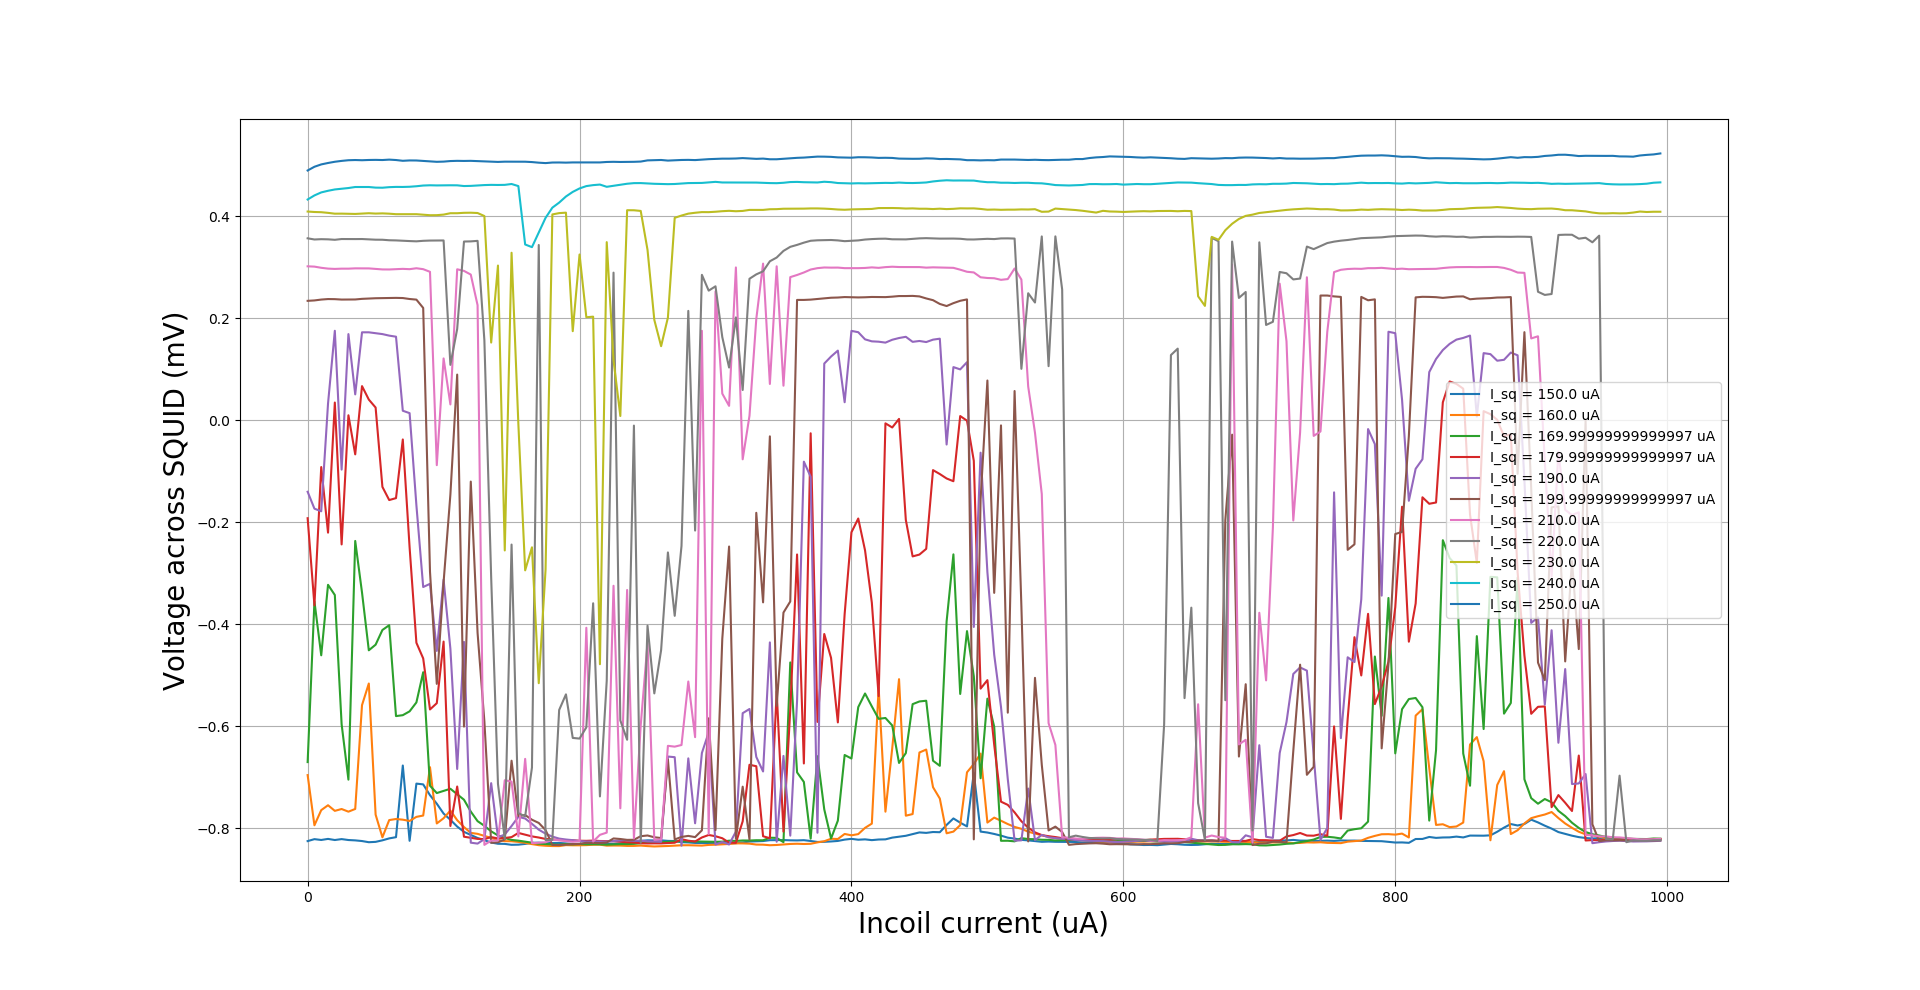 Voltage across SQUID (mV)
0.4
0.2
0.0
−0.2
−0.4
−0.6
−0.8
0
200
400
600
800
1000
Incoil current (uA)
I_sq = 150.0 uA
I_sq = 160.0 uA
I_sq = 169.99999999999997 uA
I_sq = 179.99999999999997 uA
I_sq = 190.0 uA
I_sq = 199.99999999999997 uA
I_sq = 210.0 uA
I_sq = 220.0 uA
I_sq = 230.0 uA
I_sq = 240.0 uA
I_sq = 250.0 uA